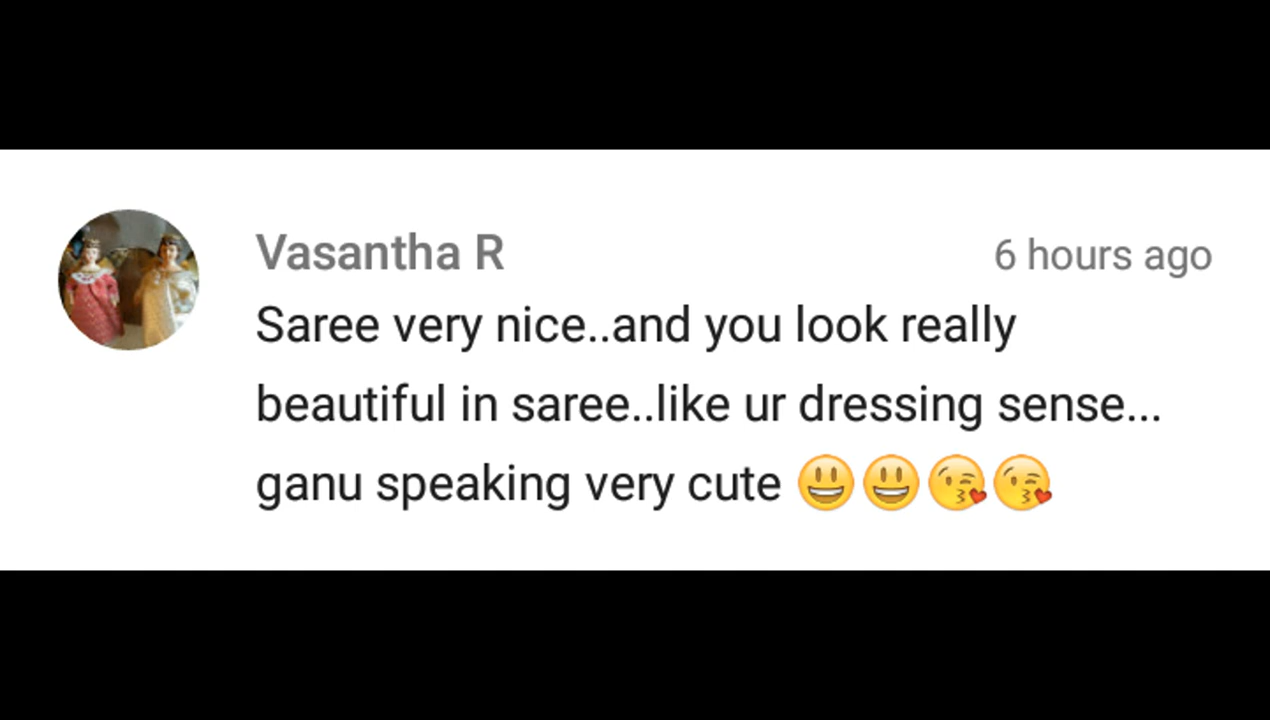 Vasantha R 6 hours ago
Saree very nice..and you look really
beautiful in saree..like ur dressing sense...
ganu speaking very cute 😃😃😘😘